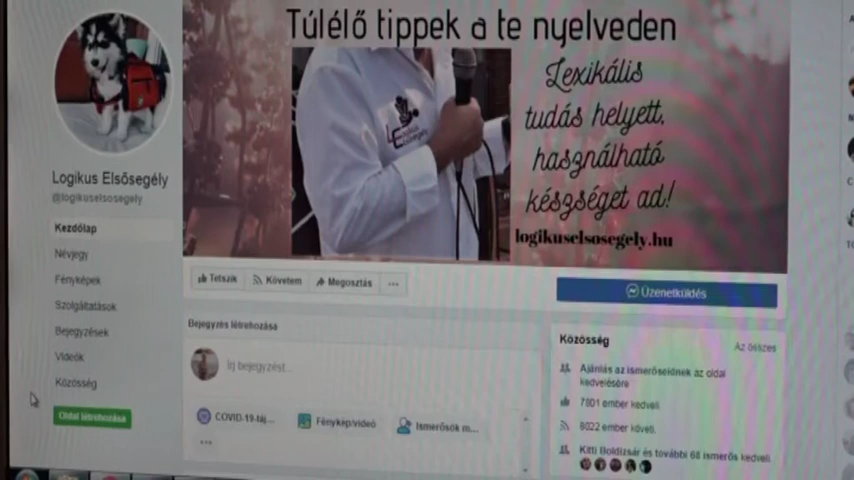 Túlélő tippek a te nyelveden
Lexikális
tudás helyett,
használható
készséget ad!
logikuselsosegely.hu
Logikus
Elsősegély
Logikus Elsősegély
@logikuselsosegely
Kezdőlap
Névjegy
Fényképek
Szolgáltatások
Bejegyzések
Videók
Közösség
Oldal létrehozása
Tetszik
Követem
Megosztás
Üzenetküldés
Bejegyzés létrehozása
Írj bejegyzést...
COVID-19-táj...
Fénykép/videó
Ismerősök m...
Közösség
Az összes
Ajánlás az ismerőseidnek az oldal
kedvelésére
7801 ember kedveli
8022 ember követi.
Kitti Boldizsár és további 68 ismerős kedveli